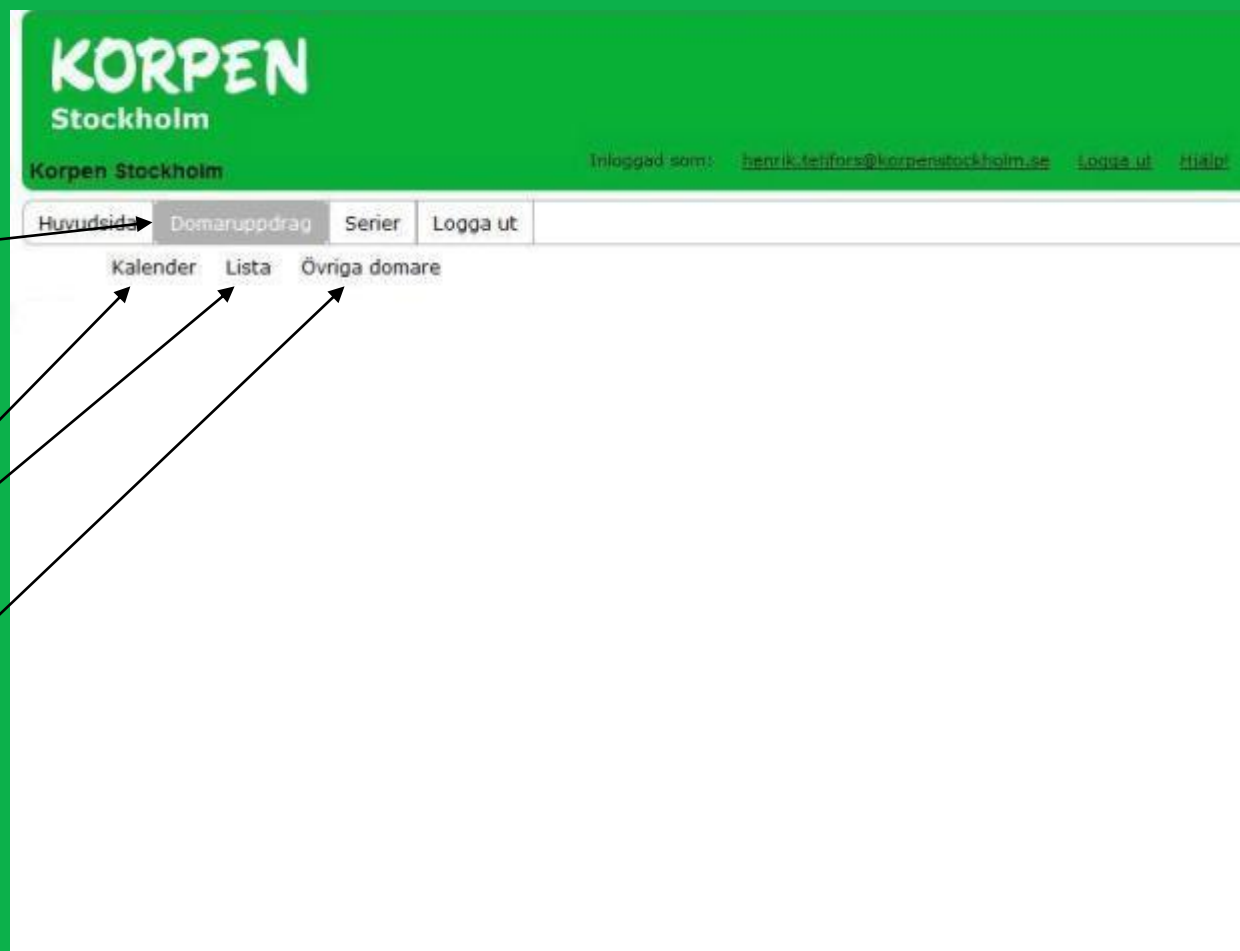 KORPEN
Stockholm
Korpen Stockholm
Inloggad som: henrik.tellfors@korpenstockholm.se Logga ut Hjälp!
Huvudsida Domaruppdrag Serier Logga ut
Kalender Lista Övriga domare